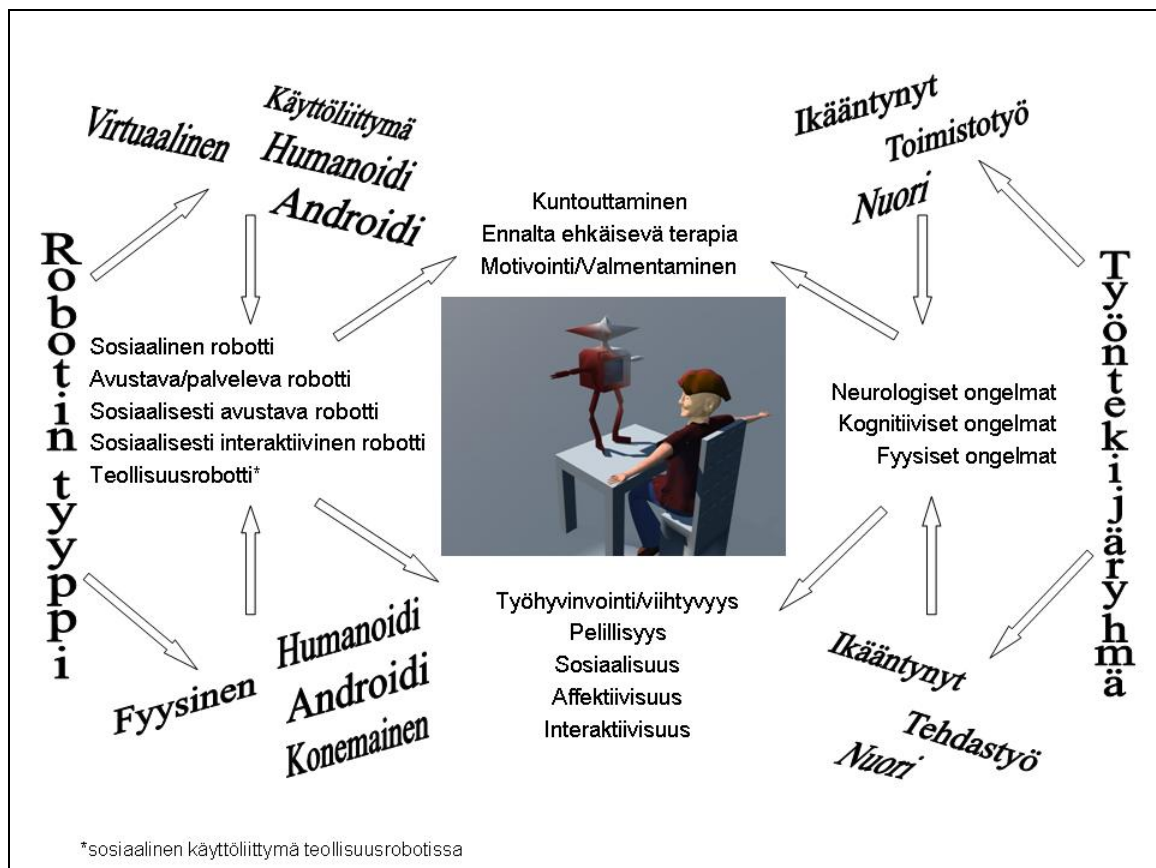 Robotin tyyppi
Virtuaalinen
Käyttöliittymä
Humanoidi
Androidi
Sosiaalinen robotti
Avustava/palveleva robotti
Sosiaalisesti avustava robotti
Sosiaalisesti interaktiivinen robotti
Teollisuusrobotti*
Fyysinen
Humanoidi
Androidi
Konemainen
Kuntouttaminen
Ennalta ehkäisevä terapia
Motivointi/Valmentaminen
Työhyvinvointi/viihtyvyys
Pelillisyys
Sosiaalisuus
Affektiivisuus
Interaktiivisuus
Ikääntynyt
Toimistotyö
Nuori
Neurologiset ongelmat
Kognitiiviset ongelmat
Fyysiset ongelmat
Ikääntynyt
Tehdastyö
Nuori
Työntekijäryhmä
*sosiaalinen käyttöliittymä teollisuusrobotissa